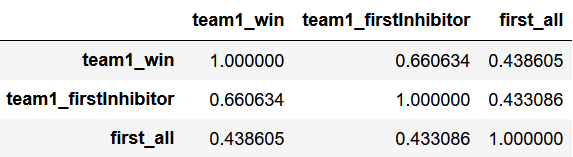 team1_win team1_firstInhibitor first_all
team1_win 1.000000 0.660634 0.438605
team1_firstInhibitor 0.660634 1.000000 0.433086
first_all 0.438605 0.433086 1.000000